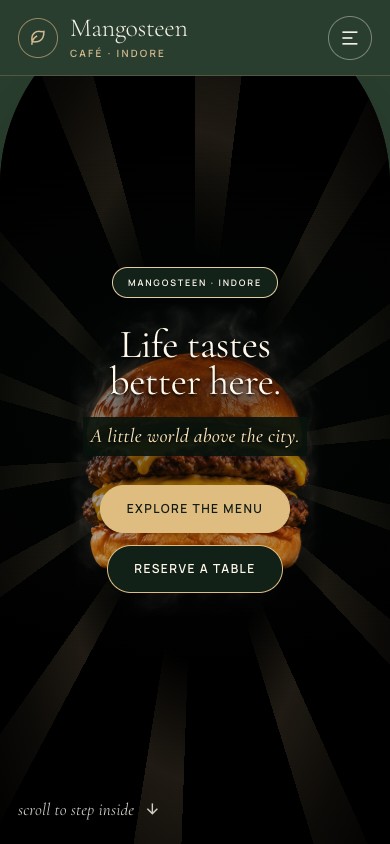 Mangosteen
CAFÉ · INDORE
MANGOSTEEN · INDORE
Life tastes
better here.
A little world above the city.
EXPLORE THE MENU
RESERVE A TABLE
scroll to step inside ↓